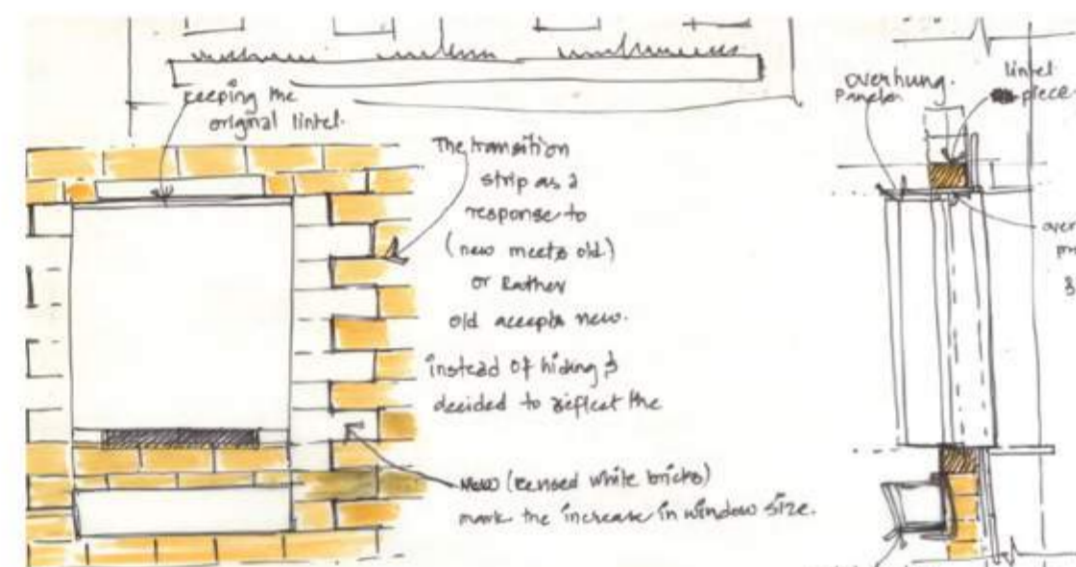 keeping the
original lintel.
The transition
strip as a
response to
(new meets old)
or Rather
old accepts new.
instead of hiding &
decided to reflect the
New (reused white bricks)
mark the increase in window size.
overhung.
Panels.
lintel
piece
over